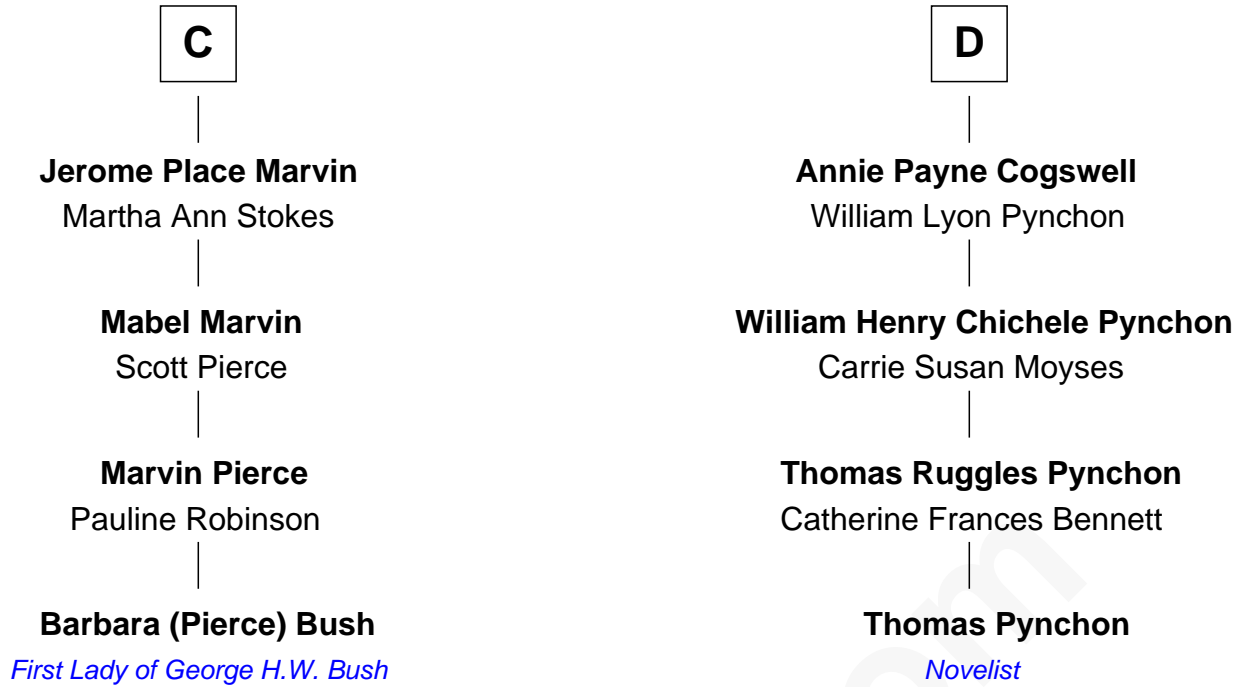 C
Jerome Place Marvin
Martha Ann Stokes
Mabel Marvin
Scott Pierce
Marvin Pierce
Pauline Robinson
Barbara (Pierce) Bush
First Lady of George H.W. Bush
D
Annie Payne Cogswell
William Lyon Pynchon
William Henry Chichele Pynchon
Carrie Susan Moyses
Thomas Ruggles Pynchon
Catherine Frances Bennett
Thomas Pynchon
Novelist